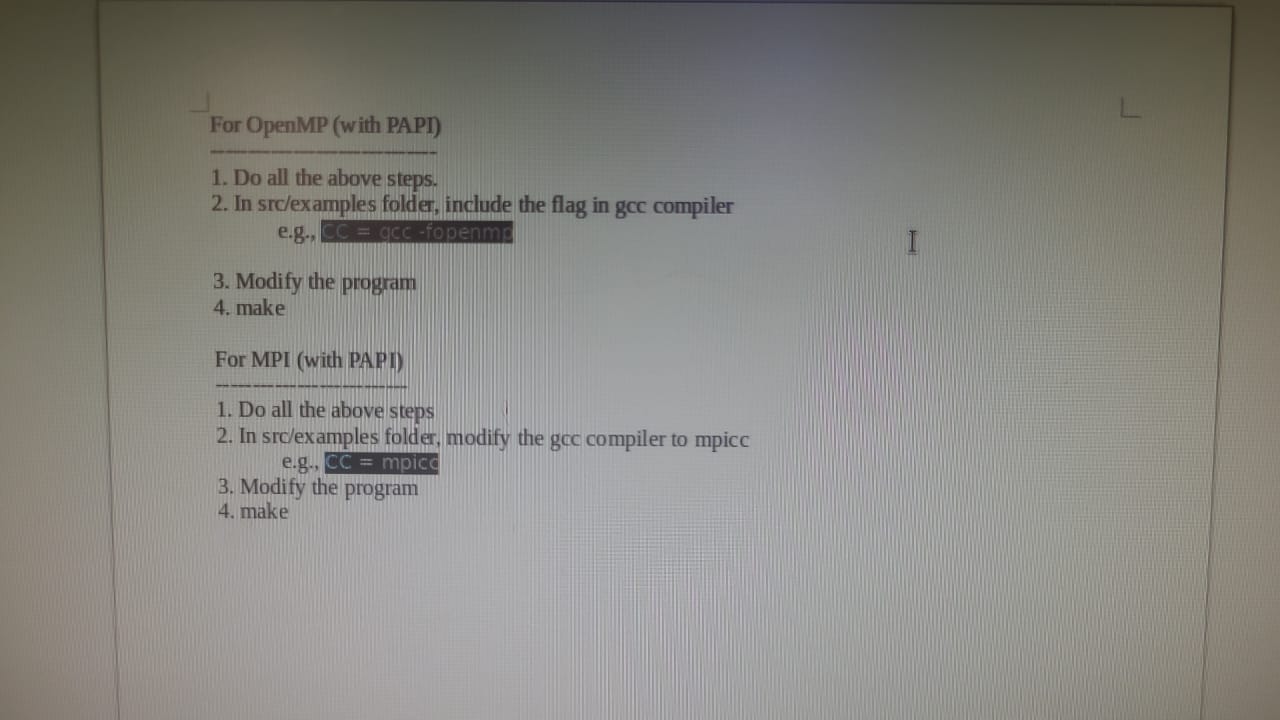 For OpenMP (with PAPI)
------------------------------
1. Do all the above steps.
2. In src/examples folder, include the flag in gcc compiler
e.g., CC = gcc -fopenmp
3. Modify the program
4. make
For MPI (with PAPI)
--------------------------
1. Do all the above steps
2. In src/examples folder, modify the gcc compiler to mpicc
e.g., CC = mpicc
3. Modify the program
4. make